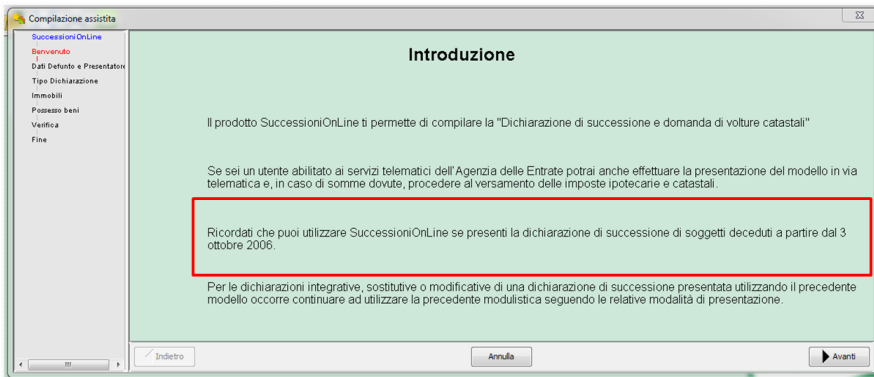 Compilazione assistita
SuccessioniOnLine
Benvenuto
Dati Defunto e Presentatore
Tipo Dichiarazione
Immobili
Possesso beni
Verifica
Fine
Introduzione
Il prodotto SuccessioniOnLine ti permette di compilare la "Dichiarazione di successione e domanda di volture catastali"
Se sei un utente abilitato ai servizi telematici dell'Agenzia delle Entrate potrai anche effettuare la presentazione del modello in via
telematica e, in caso di somme dovute, procedere al versamento delle imposte ipotecarie e catastali.
Ricordati che puoi utilizzare SuccessioniOnLine se presenti la dichiarazione di successione di soggetti deceduti a partire dal 3
ottobre 2006.
Per le dichiarazioni integrative, sostitutive o modificative di una dichiarazione di successione presentata utilizzando il precedente
modello occorre continuare ad utilizzare la precedente modulistica seguendo le relative modalità di presentazione.
Indietro
Annulla
Avanti